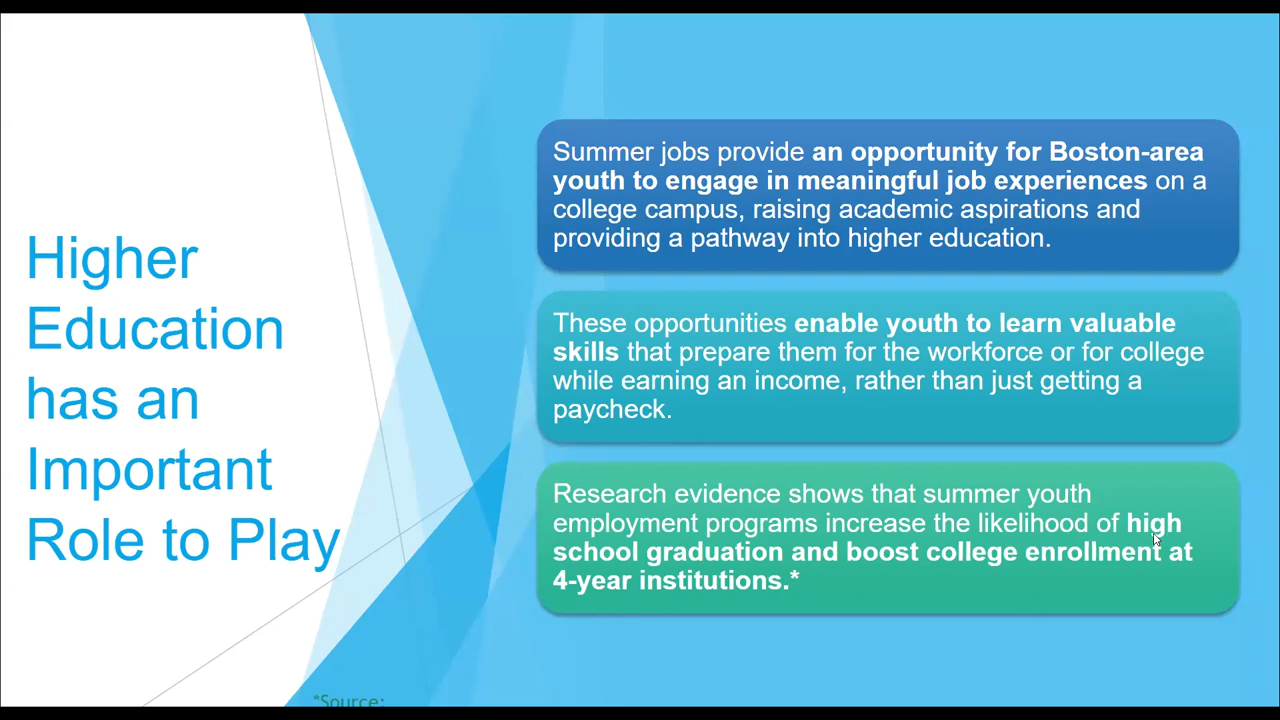 Higher
Education
has an
Important
Role to Play
Summer jobs provide an opportunity for Boston-area
youth to engage in meaningful job experiences on a
college campus, raising academic aspirations and
providing a pathway into higher education.
These opportunities enable youth to learn valuable
skills that prepare them for the workforce or for college
while earning an income, rather than just getting a
paycheck.
Research evidence shows that summer youth
employment programs increase the likelihood of high
school graduation and boost college enrollment at
4-year institutions.*
*Source: